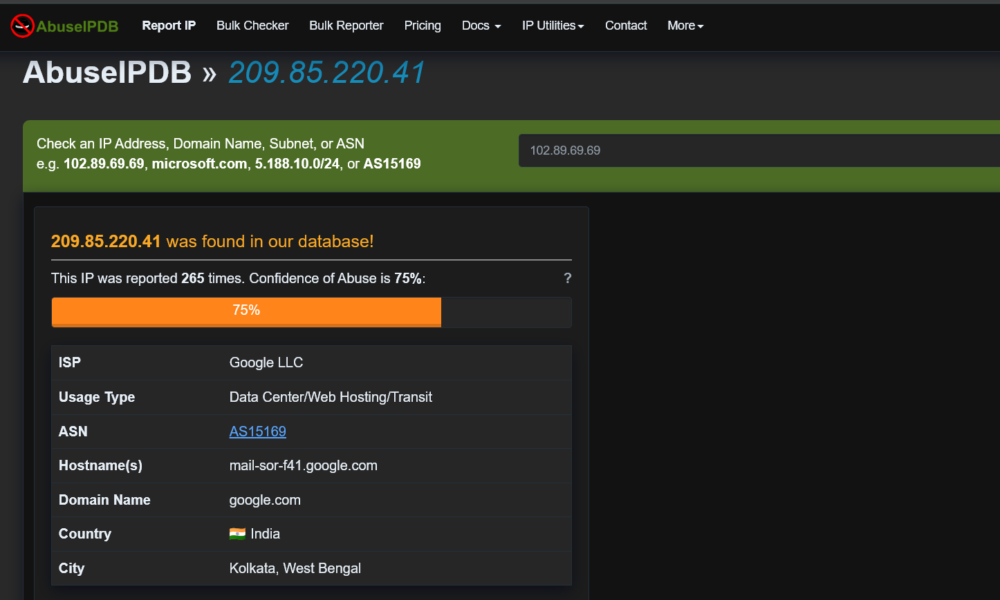 AbuseIPDB Report IP Bulk Checker Bulk Reporter Pricing Docs IP Utilities Contact More
AbuseIPDB » 209.85.220.41
Check an IP Address, Domain Name, Subnet, or ASN
e.g. 102.89.69.69, microsoft.com, 5.188.10.0/24, or AS15169
102.89.69.69
209.85.220.41 was found in our database!
This IP was reported 265 times. Confidence of Abuse is 75%: ?
75%
ISP Google LLC
Usage Type Data Center/Web Hosting/Transit
ASN AS15169
Hostname(s) mail-sor-f41.google.com
Domain Name google.com
Country India
City Kolkata, West Bengal